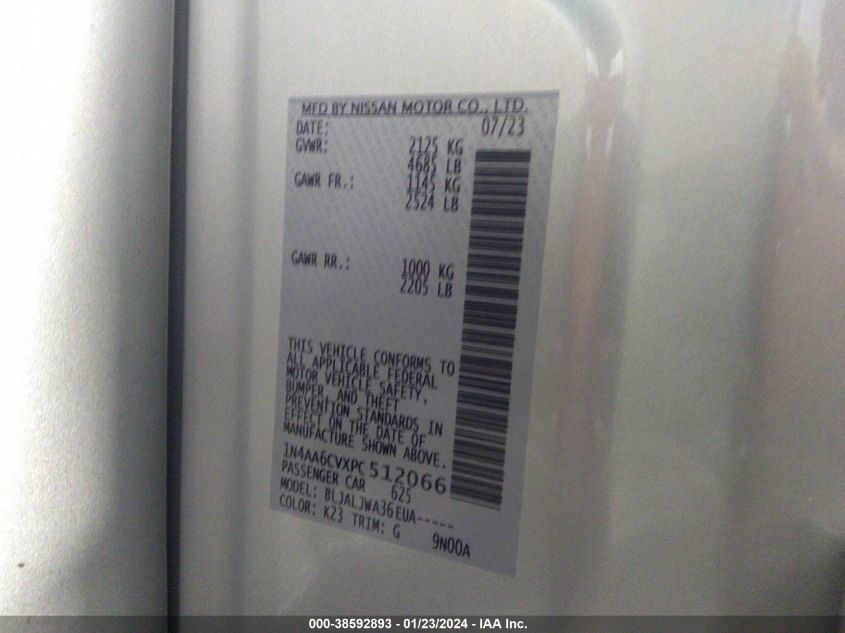 MFD BY NISSAN MOTOR CO., LTD.
DATE: 07/23
GVWR: 2125 KG
4685 LB
GAWR FR.: 1145 KG
2524 LB
GAWR RR.: 1000 KG
2205 LB
THIS VEHICLE CONFORMS TO
ALL APPLICABLE FEDERAL
MOTOR VEHICLE SAFETY,
BUMPER, AND THEFT
PREVENTION STANDARDS IN
EFFECT ON THE DATE OF
MANUFACTURE SHOWN ABOVE.
1N4AA6CVXPC512066
PASSENGER CAR 625
MODEL: BLJALJWA36EUA-----
COLOR: K23 TRIM: G 9N00A
000-38592893 - 01/23/2024 - IAA Inc.